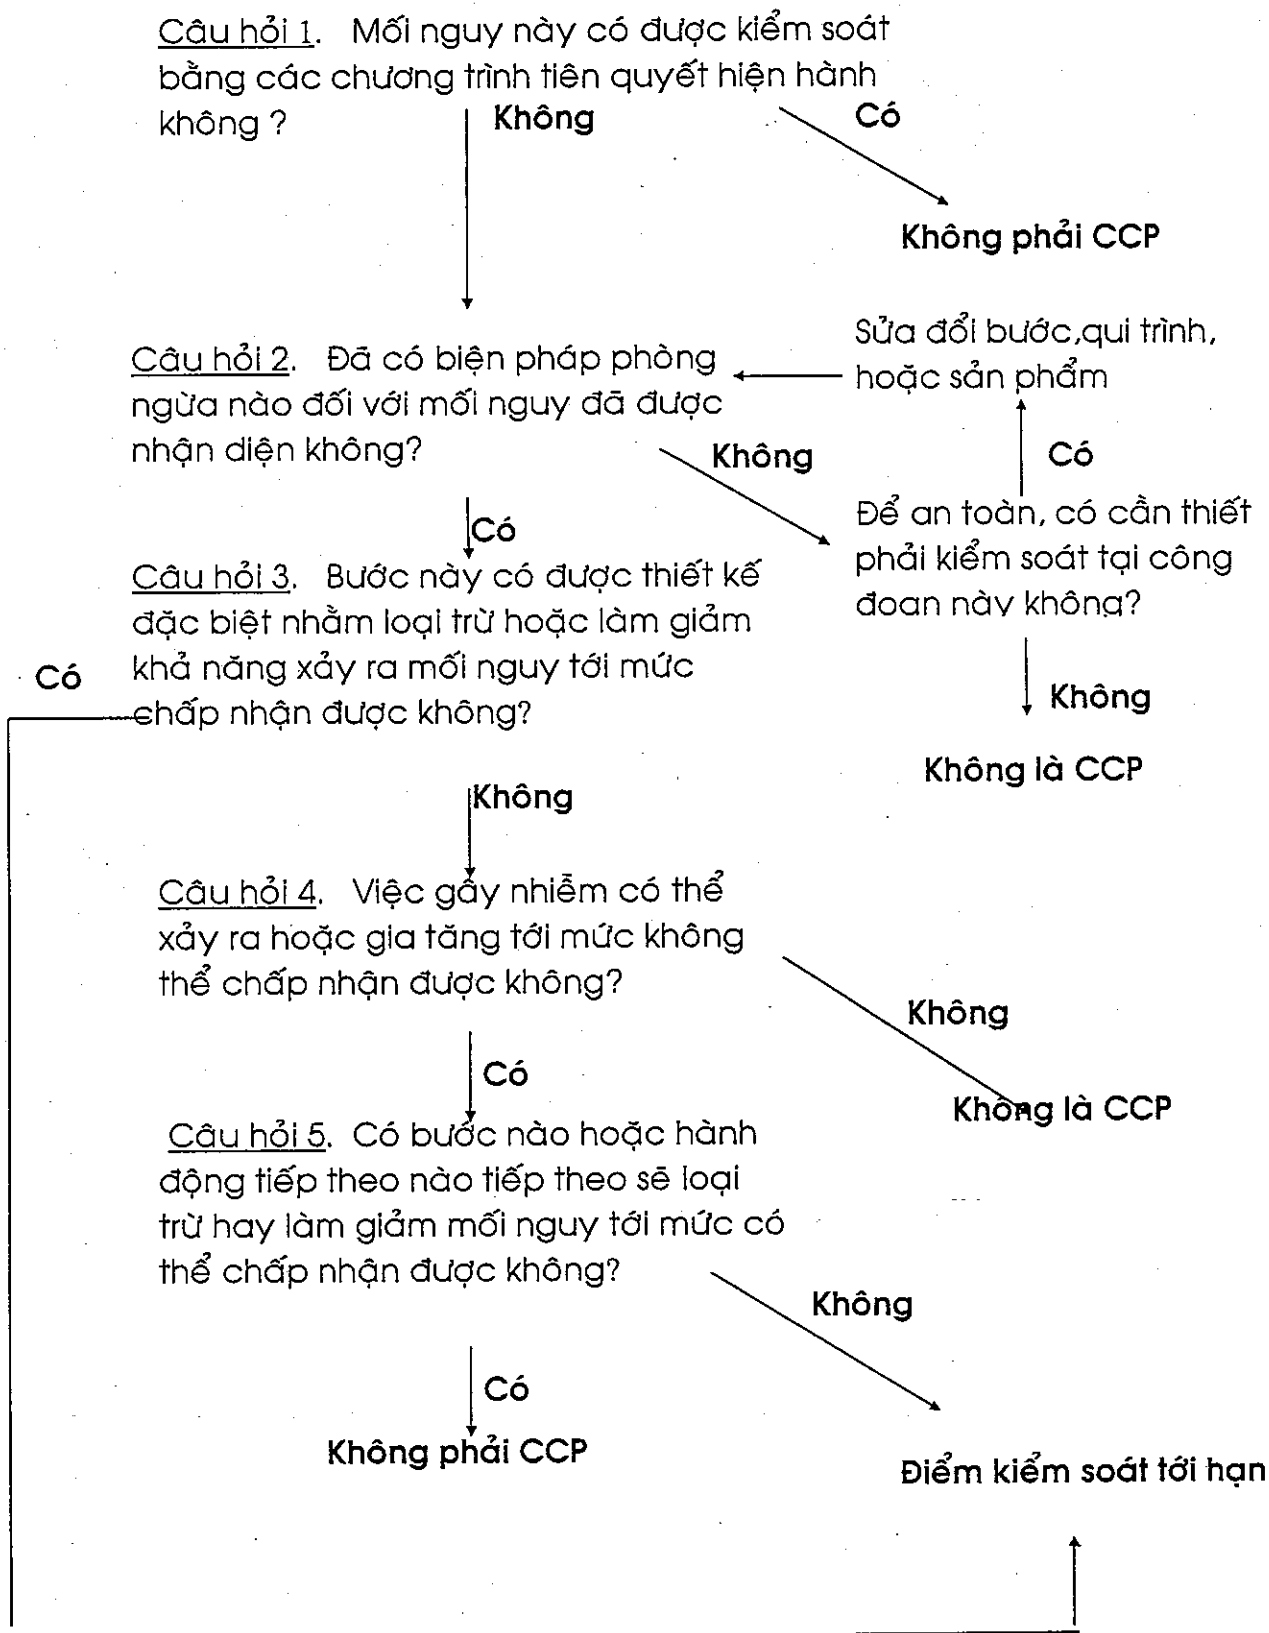 Câu hỏi 1. Mối nguy này có được kiểm soát
bằng các chương trình tiên quyết hiện hành
không ?
Không
Có
Không phải CCP
Sửa đổi bước,qui trình,
hoặc sản phẩm
Câu hỏi 2. Đã có biện pháp phòng
ngừa nào đối với mối nguy đã được
nhận diện không?
Không
Có
Có
Để an toàn, có cần thiết
phải kiểm soát tại công
đoạn này không?
Câu hỏi 3. Bước này có được thiết kế
đặc biệt nhằm loại trừ hoặc làm giảm
khả năng xảy ra mối nguy tới mức
chấp nhận được không?
Có
Không
Không là CCP
Không
Câu hỏi 4. Việc gây nhiễm có thể
xảy ra hoặc gia tăng tới mức không
thể chấp nhận được không?
Không
Không là CCP
Có
Câu hỏi 5. Có bước nào hoặc hành
động tiếp theo nào tiếp theo sẽ loại
trừ hay làm giảm mối nguy tới mức có
thể chấp nhận được không?
Không
Có
Không phải CCP
Điểm kiểm soát tới hạn